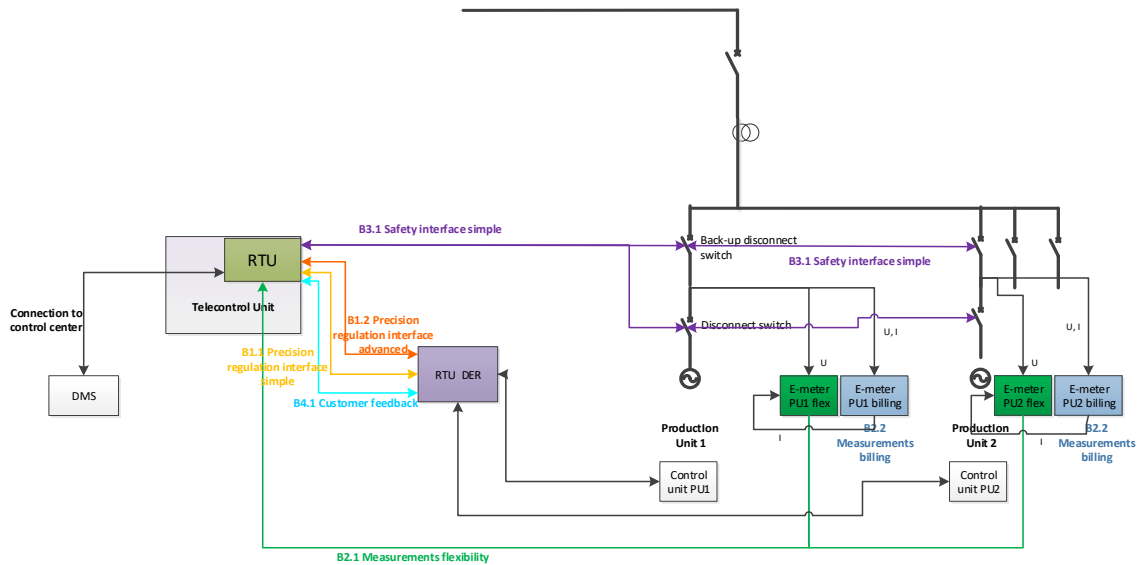 B3.1 Safety interface simple
Back-up disconnect
switch
B3.1 Safety interface simple
RTU
Telecontrol Unit
Connection to
control center
B1.2 Precision
regulation interface
advanced
Disconnect switch
U, I
U, I
B1.1 Precision
regulation interface
simple
U
U
RTU DER
DMS
B4.1 Customer feedback
E-meter
PU1 flex
E-meter
PU1 billing
E-meter
PU2 flex
E-meter
PU2 billing
Production
Unit 1
I
B2.2
Measurements
billing
Production
Unit 2
I
B2.2
Measurements
billing
Control
unit PU1
Control
unit PU2
B2.1 Measurements flexibility